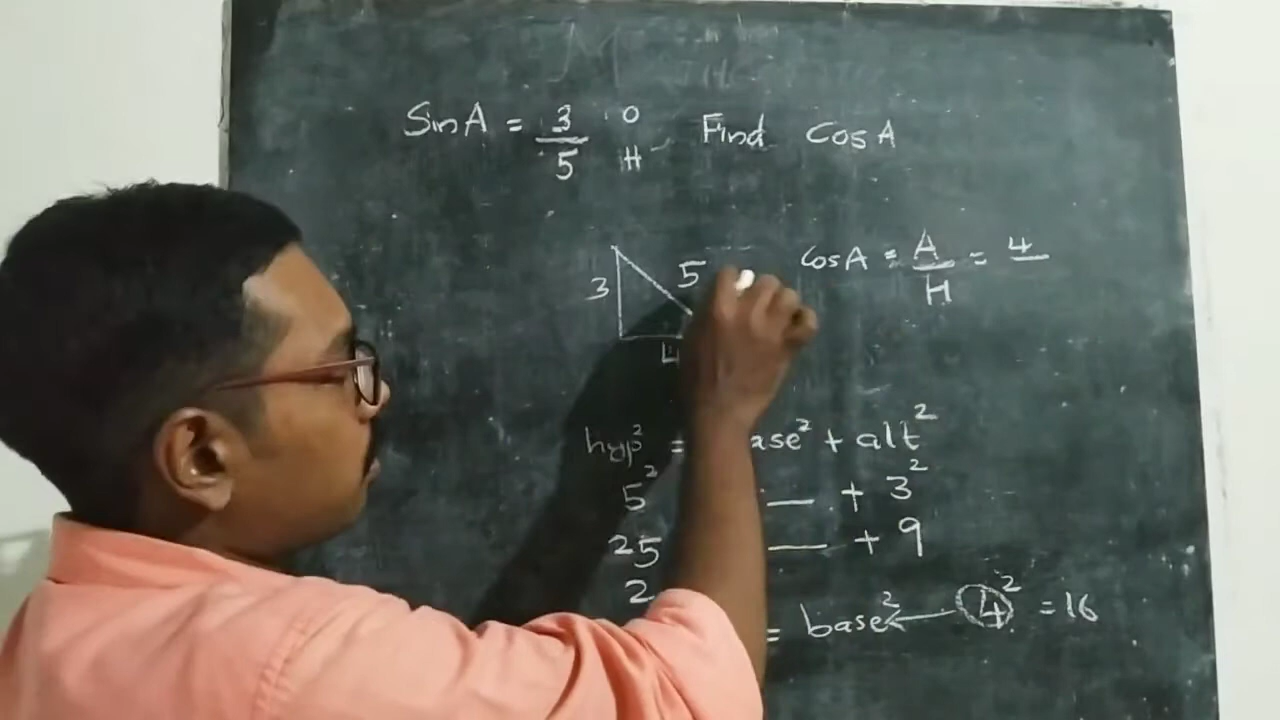 Sin A = 3/5 O/H Find Cos A
3 5 4
Cos A = A/H = 4
hyp² = ase² + alt²
5² + 3²
25 + 9
2 = base² ← 4² = 16